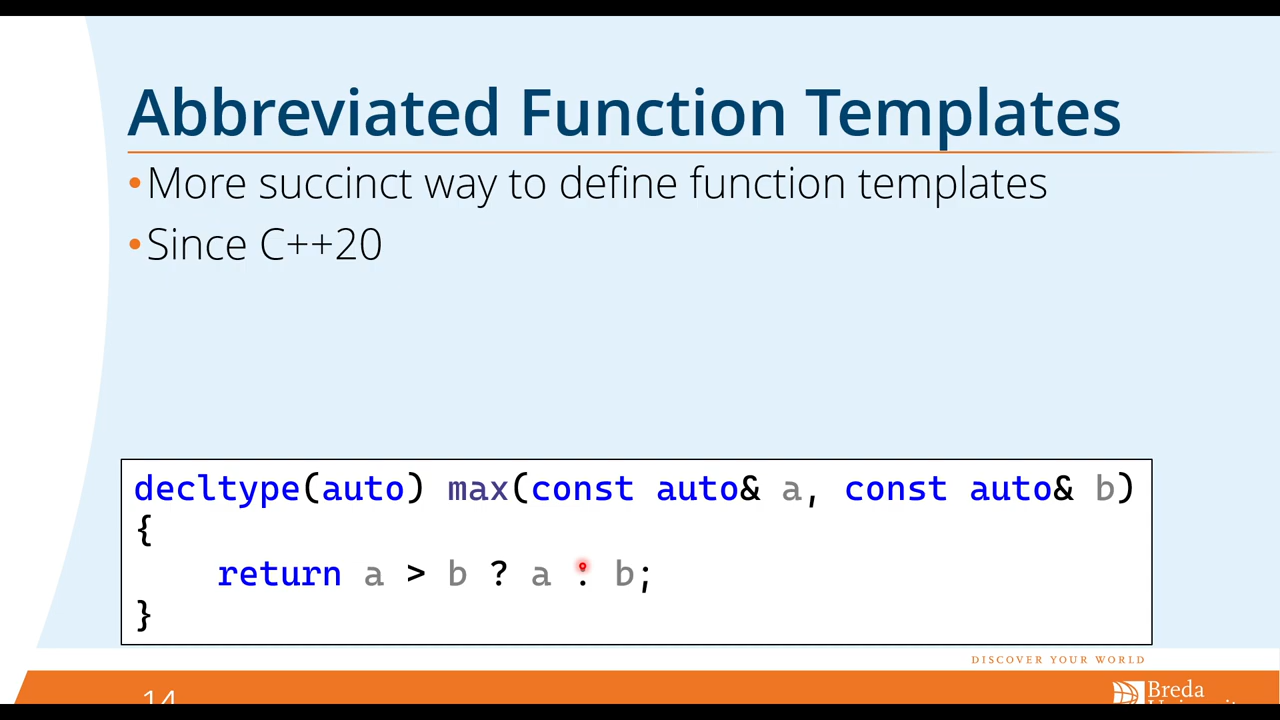 Abbreviated Function Templates
•More succinct way to define function templates
•Since C++20
decltype(auto) max(const auto& a, const auto& b)
{
return a > b ? a : b;
}
DISCOVER YOUR WORLD
14
Breda